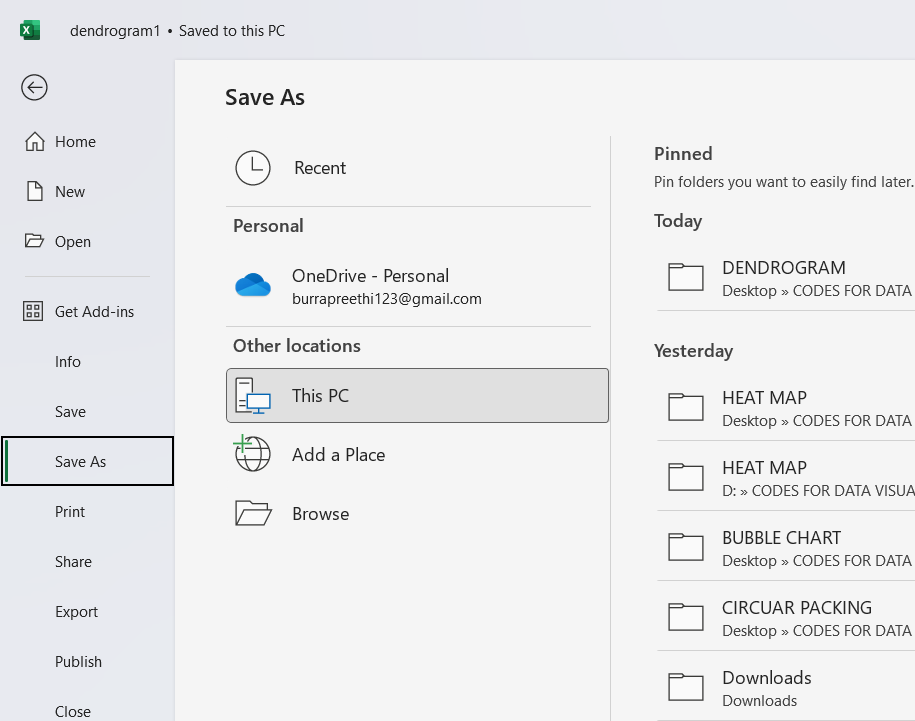 dendrogram1 • Saved to this PC
Home
New
Open
Get Add-ins
Info
Save
Save As
Print
Share
Export
Publish
Close
Save As
Recent
Personal
OneDrive - Personal
burrapreethi123@gmail.com
Other locations
This PC
Add a Place
Browse
Pinned
Pin folders you want to easily find later.
Today
DENDROGRAM
Desktop » CODES FOR DATA
Yesterday
HEAT MAP
Desktop » CODES FOR DATA
HEAT MAP
D: » CODES FOR DATA VISUA
BUBBLE CHART
Desktop » CODES FOR DATA
CIRCUAR PACKING
Desktop » CODES FOR DATA
Downloads
Downloads